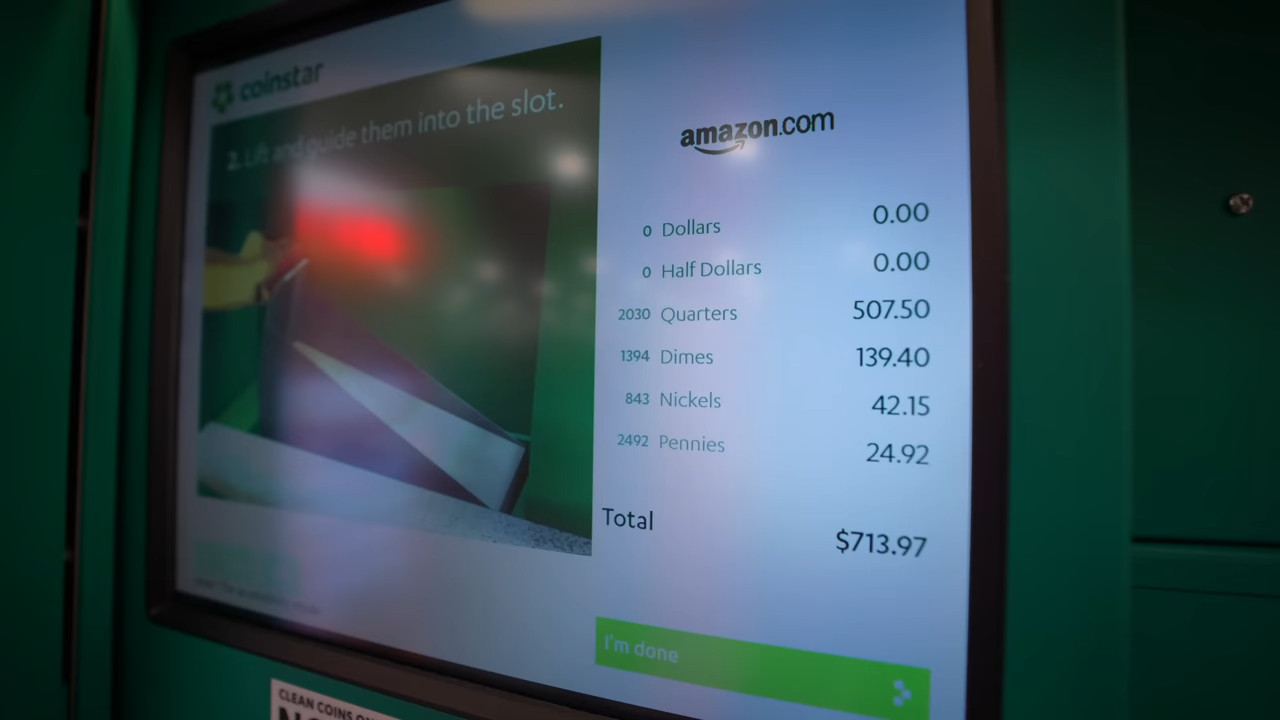 coinstar
2. Lift and guide them into the slot.
amazon.com
0 Dollars 0.00
0 Half Dollars 0.00
2030 Quarters 507.50
1394 Dimes 139.40
843 Nickels 42.15
2492 Pennies 24.92
Total $713.97
I'm done
CLEAN COINS